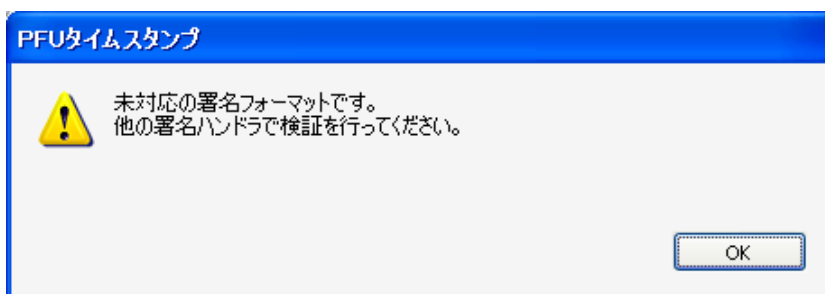 PFUタイムスタンプ
未対応の署名フォーマットです。
他の署名ハンドラで検証を行ってください。
OK